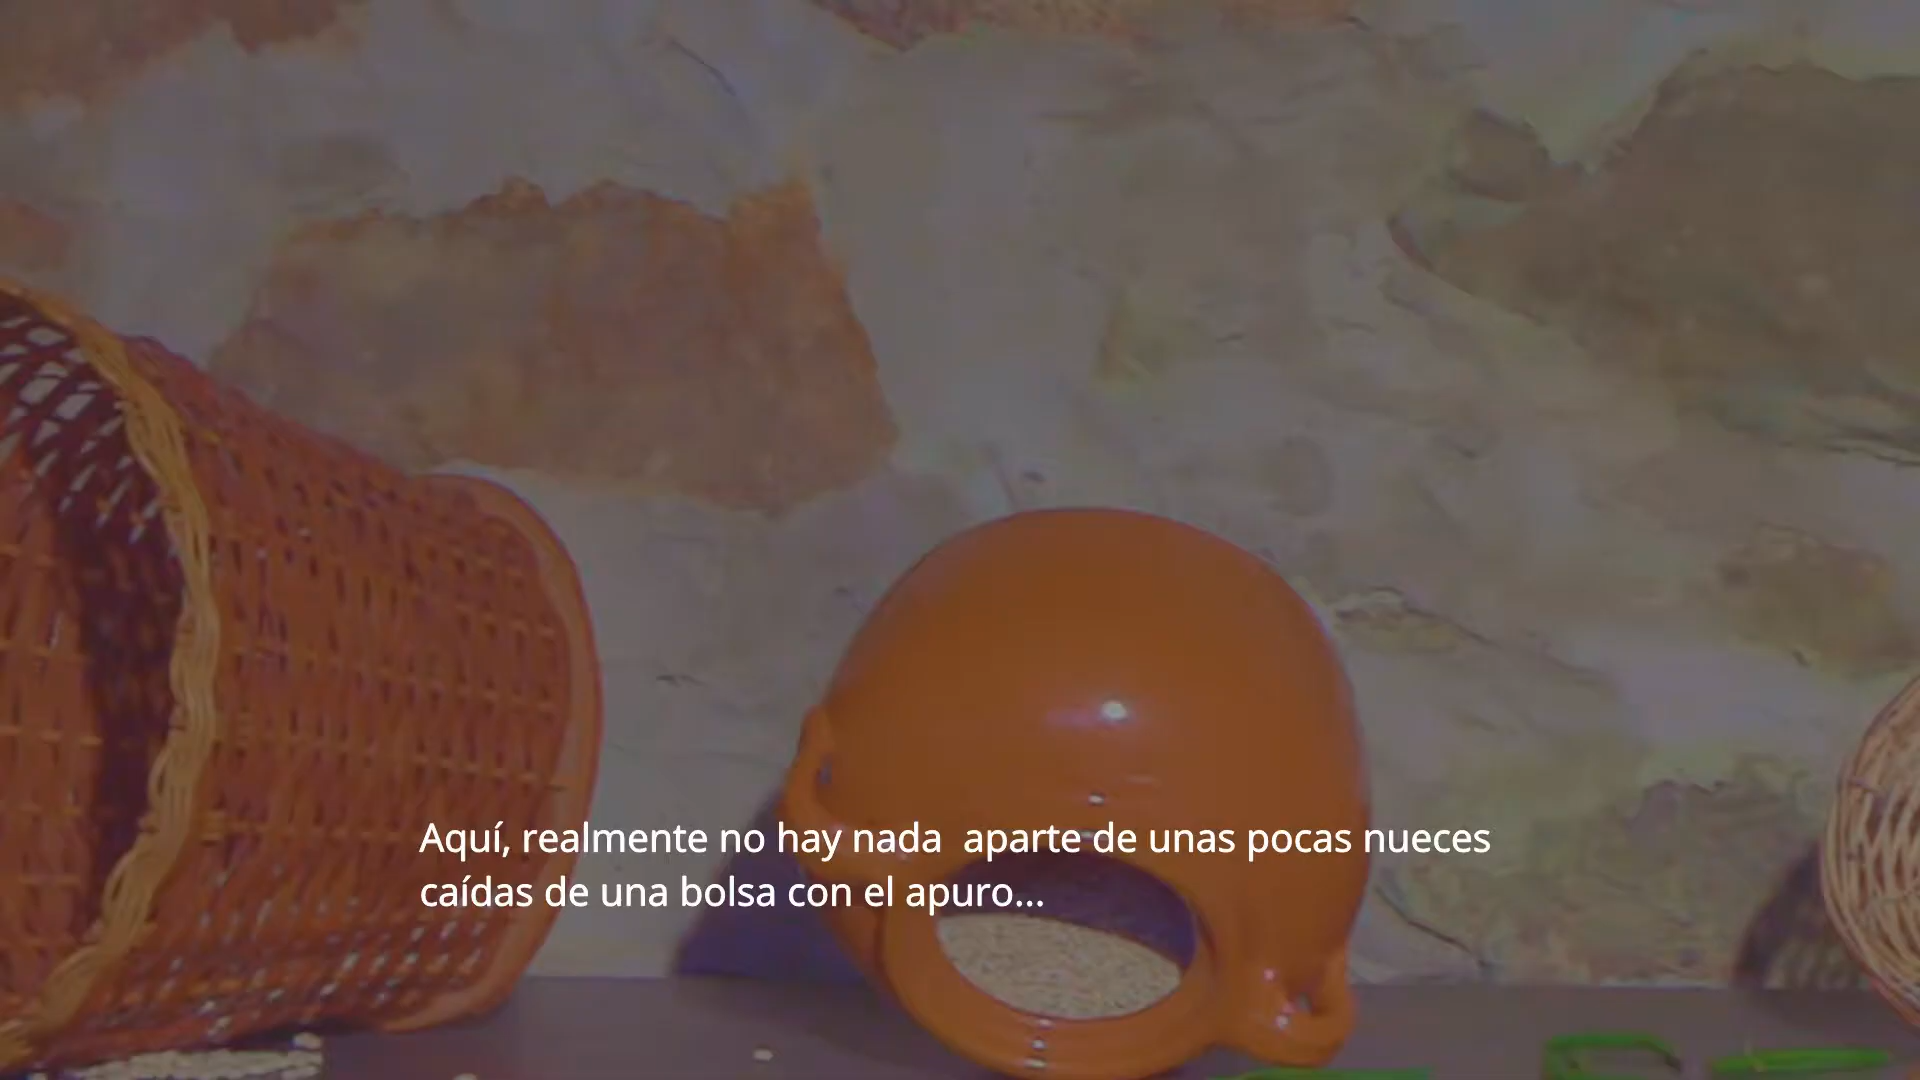 Aquí, realmente no hay nada  aparte de unas pocas nueces
caídas de una bolsa con el apuro...